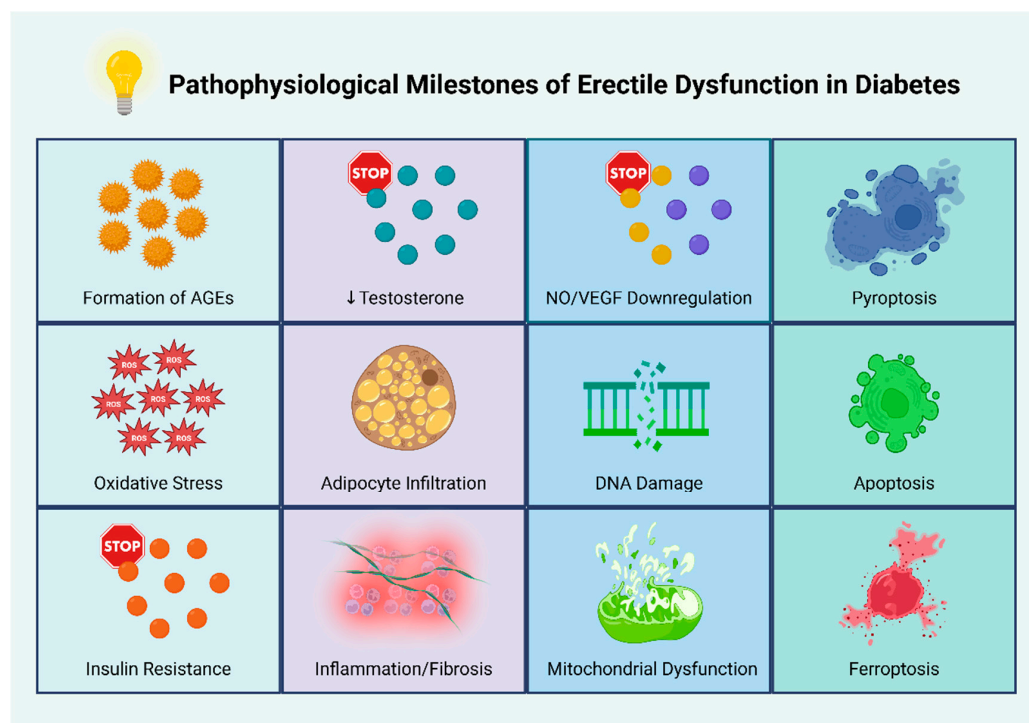 Pathophysiological Milestones of Erectile Dysfunction in Diabetes
STOP
STOP
Formation of AGEs
↓ Testosterone
NO/VEGF Downregulation
Pyroptosis
ROS
ROS
ROS
ROS
ROS
ROS
ROS
Oxidative Stress
Adipocyte Infiltration
DNA Damage
Apoptosis
STOP
Insulin Resistance
Inflammation/Fibrosis
Mitochondrial Dysfunction
Ferroptosis